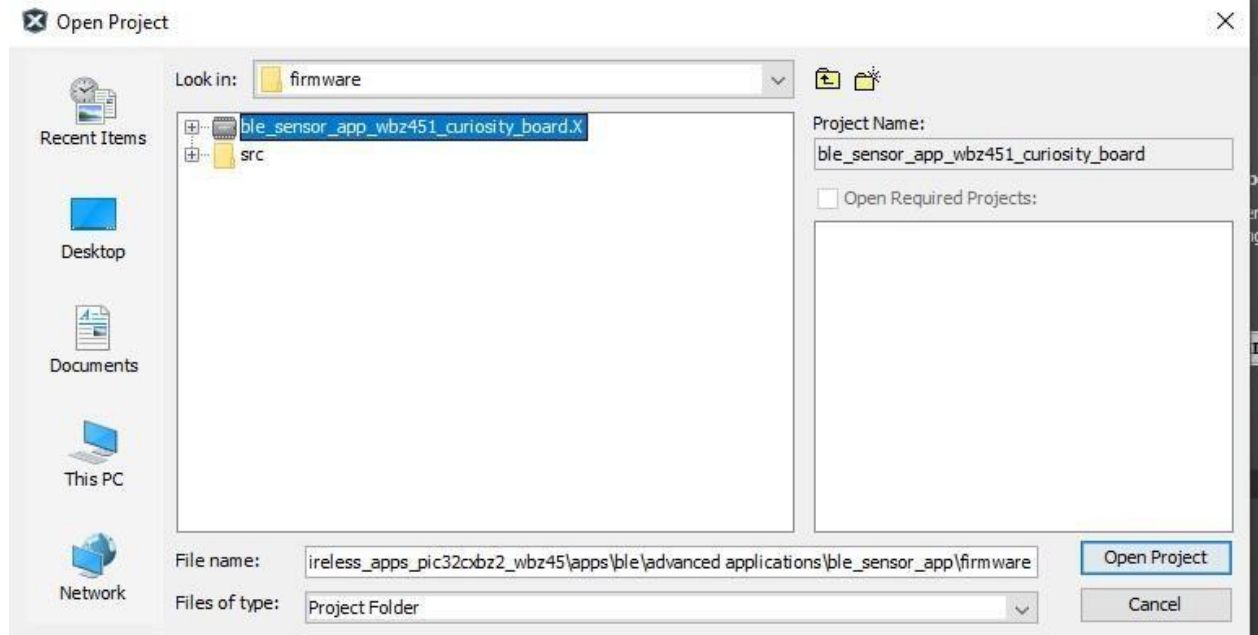 Open Project
Look in:
firmware
Recent Items
Desktop
Documents
This PC
Network
ble_sensor_app_wbz451_curiosity_board.X
src
Project Name:
ble_sensor_app_wbz451_curiosity_board
Open Required Projects:
File name:
ireless_apps_pic32cxbz2_wbz45\apps\ble\advanced applications\ble_sensor_app\firmware
Open Project
Files of type:
Project Folder
Cancel